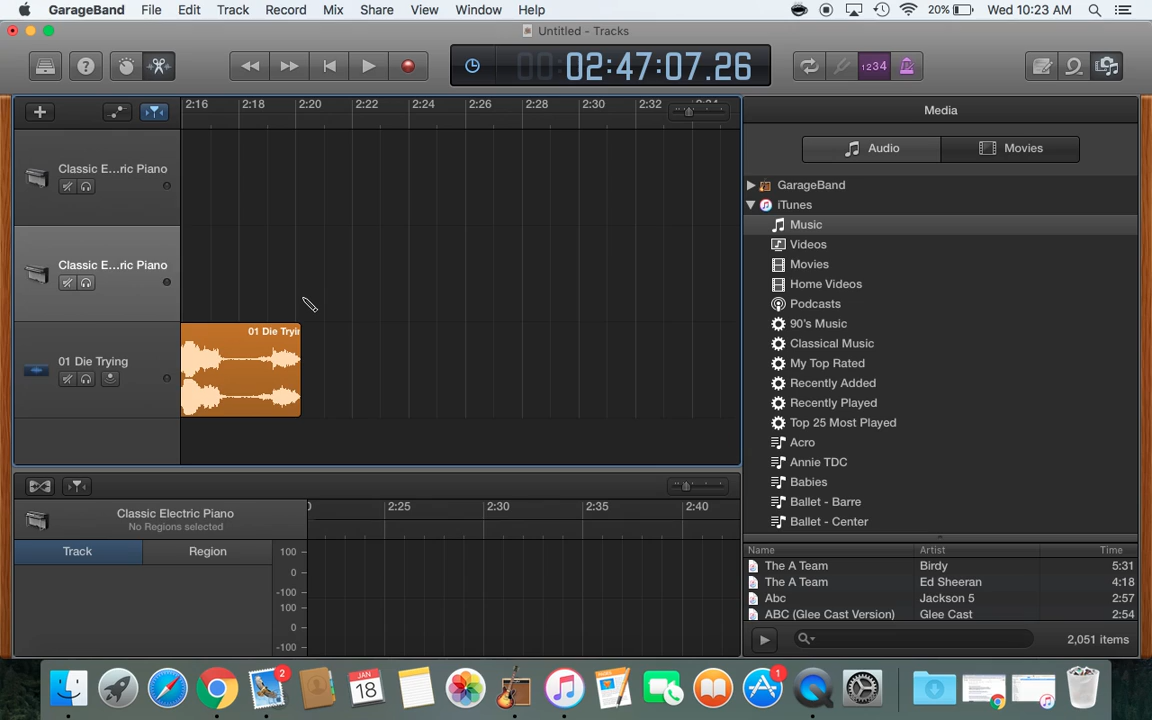 GarageBand File Edit Track Record Mix Share View Window Help 20% Wed 10:23 AM
Untitled - Tracks
02:47:07.26
1234
2:16 2:18 2:20 2:22 2:24 2:26 2:28 2:30 2:32
Media
Audio Movies
Classic E...ric Piano
Classic E...ric Piano
01 Die Tryin
01 Die Trying
GarageBand
iTunes
Music
Videos
Movies
Home Videos
Podcasts
90's Music
Classical Music
My Top Rated
Recently Added
Recently Played
Top 25 Most Played
Acro
Annie TDC
Babies
Ballet - Barre
Ballet - Center
2:25 2:30 2:35 2:40
Classic Electric Piano
No Regions selected
Track Region
100
0
-100
100
0
-100
Name Artist Time
The A Team Birdy 5:31
The A Team Ed Sheeran 4:18
Abc Jackson 5 2:57
ABC (Glee Cast Version) Glee Cast 2:54
2,051 items
2
JAN
18
1